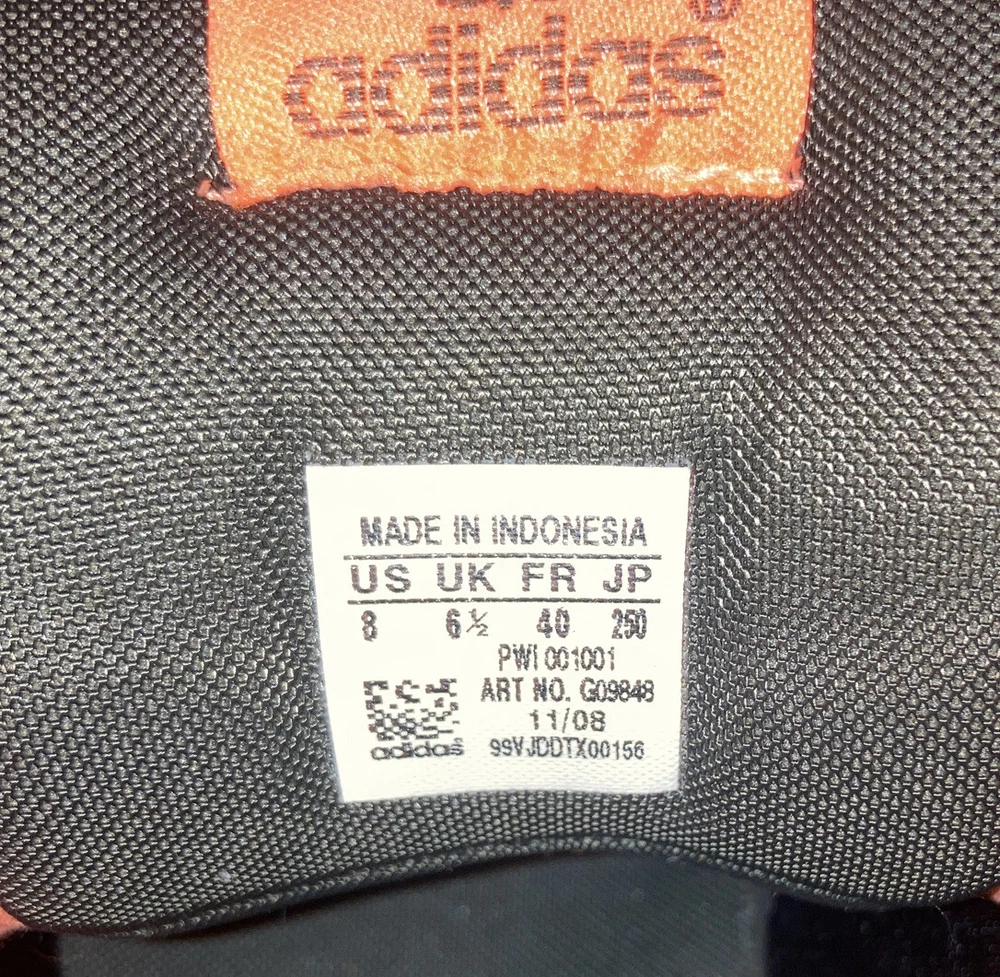 adidas
MADE IN INDONESIA
US UK FR JP
8 6½ 40 250
PWI 001001
ART NO. G09848
11/08
adidas 99VJDDTX00156